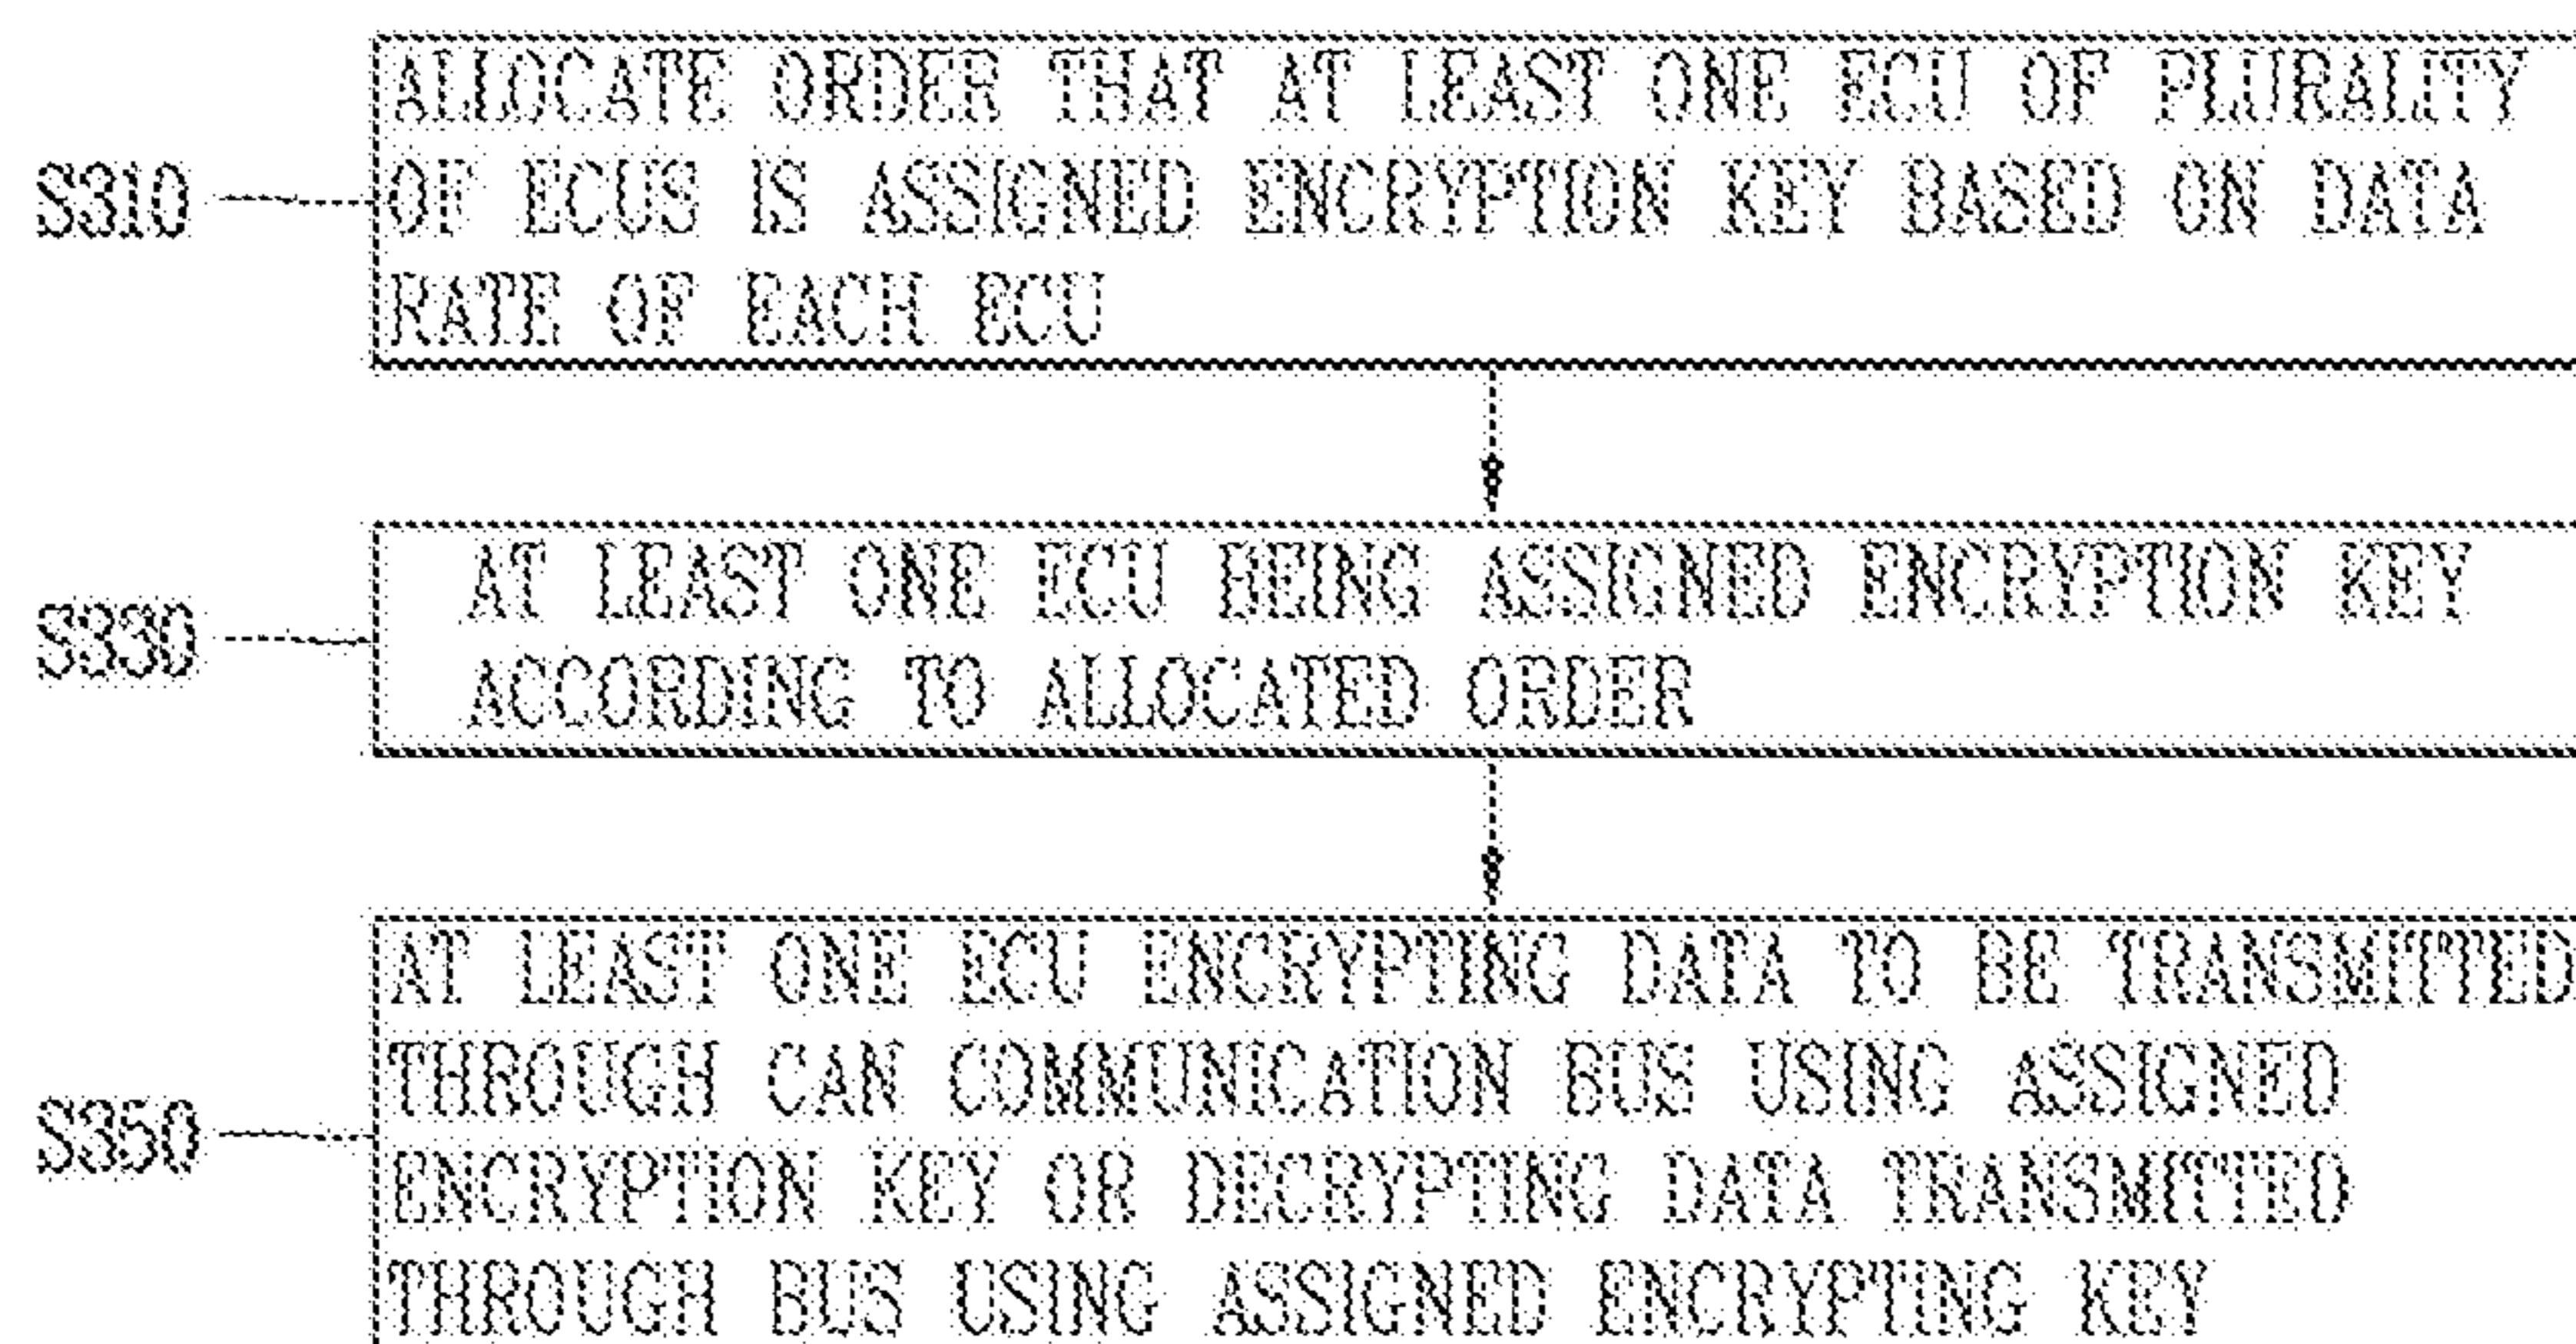 ALLOCATE ORDER THAT AT LEAST ONE ECU OF PLURALITY
S310 OF ECUS IS ASSIGNED ENCRYPTION KEY BASED ON DATA
RATE OF EACH ECU
AT LEAST ONE ECU BEING ASSIGNED ENCRYPTION KEY
S330
ACCORDING TO ALLOCATED ORDER
AT LEAST ONE ECU ENCRYPTING DATA TO BE TRANSMITTED
THROUGH CAN COMMUNICATION BUS USING ASSIGNED
S350
ENCRYPTION KEY OR DECRYPTING DATA TRANSMITTED
THROUGH BUS USING ASSIGNED ENCRYPTING KEY